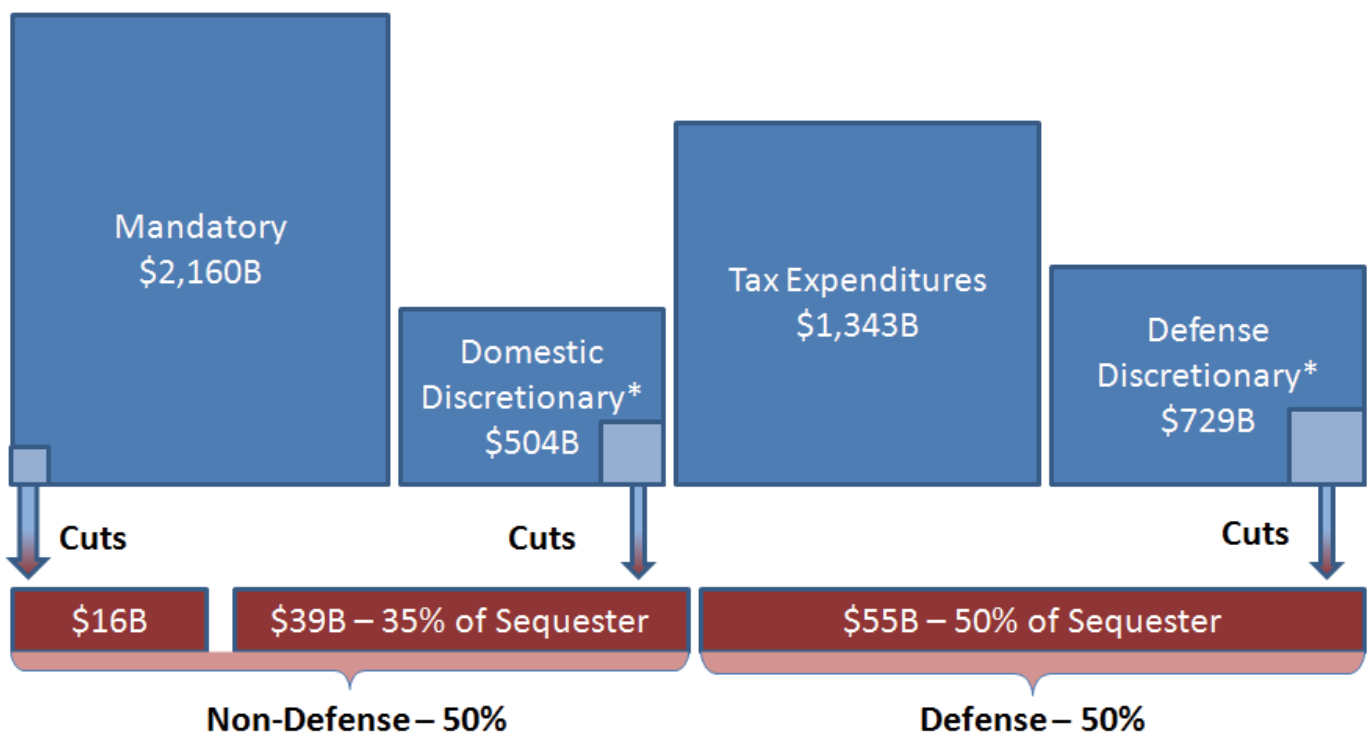 Mandatory
$2,160B
Domestic
Discretionary*
$504B
Tax Expenditures
$1,343B
Defense
Discretionary*
$729B
Cuts
Cuts
Cuts
$16B
$39B – 35% of Sequester
$55B – 50% of Sequester
Non-Defense – 50%
Defense – 50%